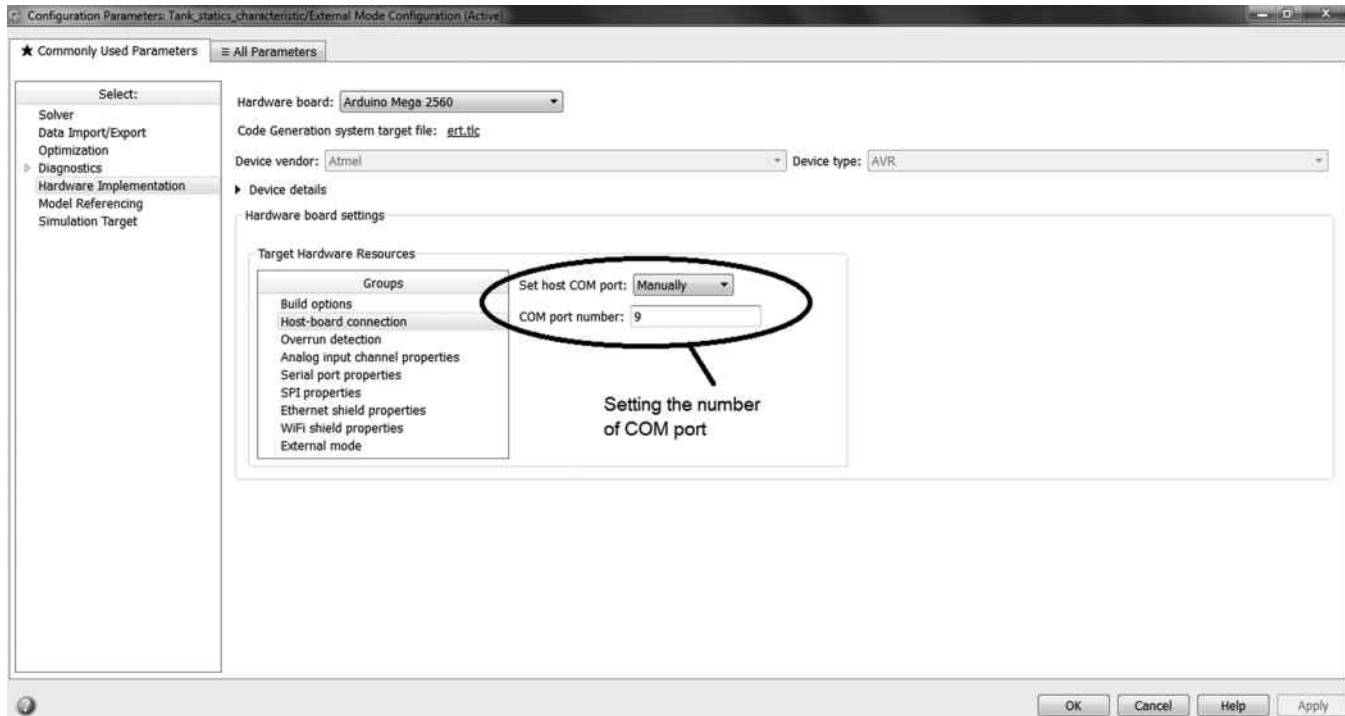 Configuration Parameters: Tank_statics_characteristic/External Mode Configuration (Active)
★ Commonly Used Parameters
≡ All Parameters
Select:
Solver
Data Import/Export
Optimization
Diagnostics
Hardware Implementation
Model Referencing
Simulation Target
Hardware board: Arduino Mega 2560
Code Generation system target file: ert.tlc
Device vendor: Atmel Device type: AVR
Device details
Hardware board settings
Target Hardware Resources
Groups
Build options
Host-board connection
Overrun detection
Analog input channel properties
Serial port properties
SPI properties
Ethernet shield properties
WiFi shield properties
External mode
Set host COM port: Manually
COM port number: 9
Setting the number
of COM port
OK Cancel Help Apply